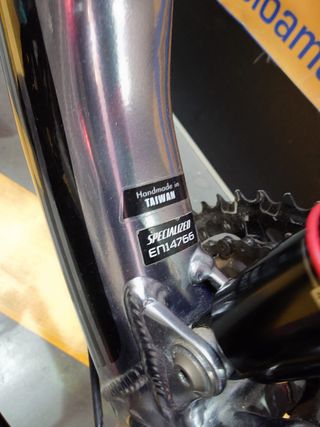 Handmade in
TAIWAN
SPECIALIZED
EN14766